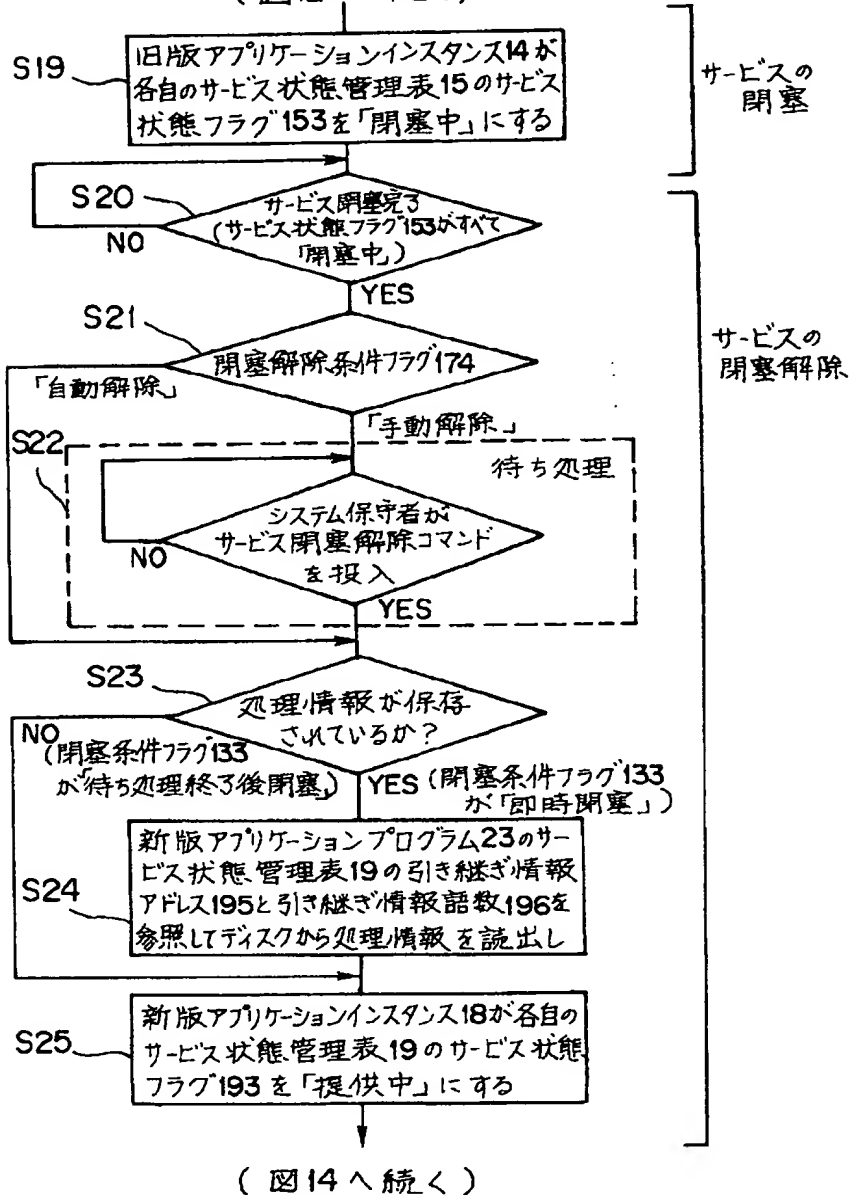 S19
旧版アプリケーションインスタンス14が
各自のサービス状態管理表15のサービス
状態フラグ153を「閉塞中」にする
サービスの
閉塞
S20
サービス閉塞完了
(サービス状態フラグ153がすべて
「閉塞中」)
NO
YES
サービスの
閉塞解除
S21
閉塞解除条件フラグ174
「自動解除」
「手動解除」
S22
待ち処理
システム保守者が
サービス閉塞解除コマンド
を投入
NO
YES
S23
処理情報が保存
されているか?
NO
(閉塞条件フラグ133
が「待ち処理終了後閉塞」)
YES (閉塞条件フラグ133
が「即時閉塞」)
S24
新版アプリケーションプログラム23のサー
ビス状態管理表19の引き継ぎ情報
アドレス195と引き継ぎ情報語数196を
参照してディスクから処理情報を読出し
S25
新版アプリケーションインスタンス18が各自の
サービス状態管理表19のサービス状態
フラグ193を「提供中」にする
(図14へ続く)